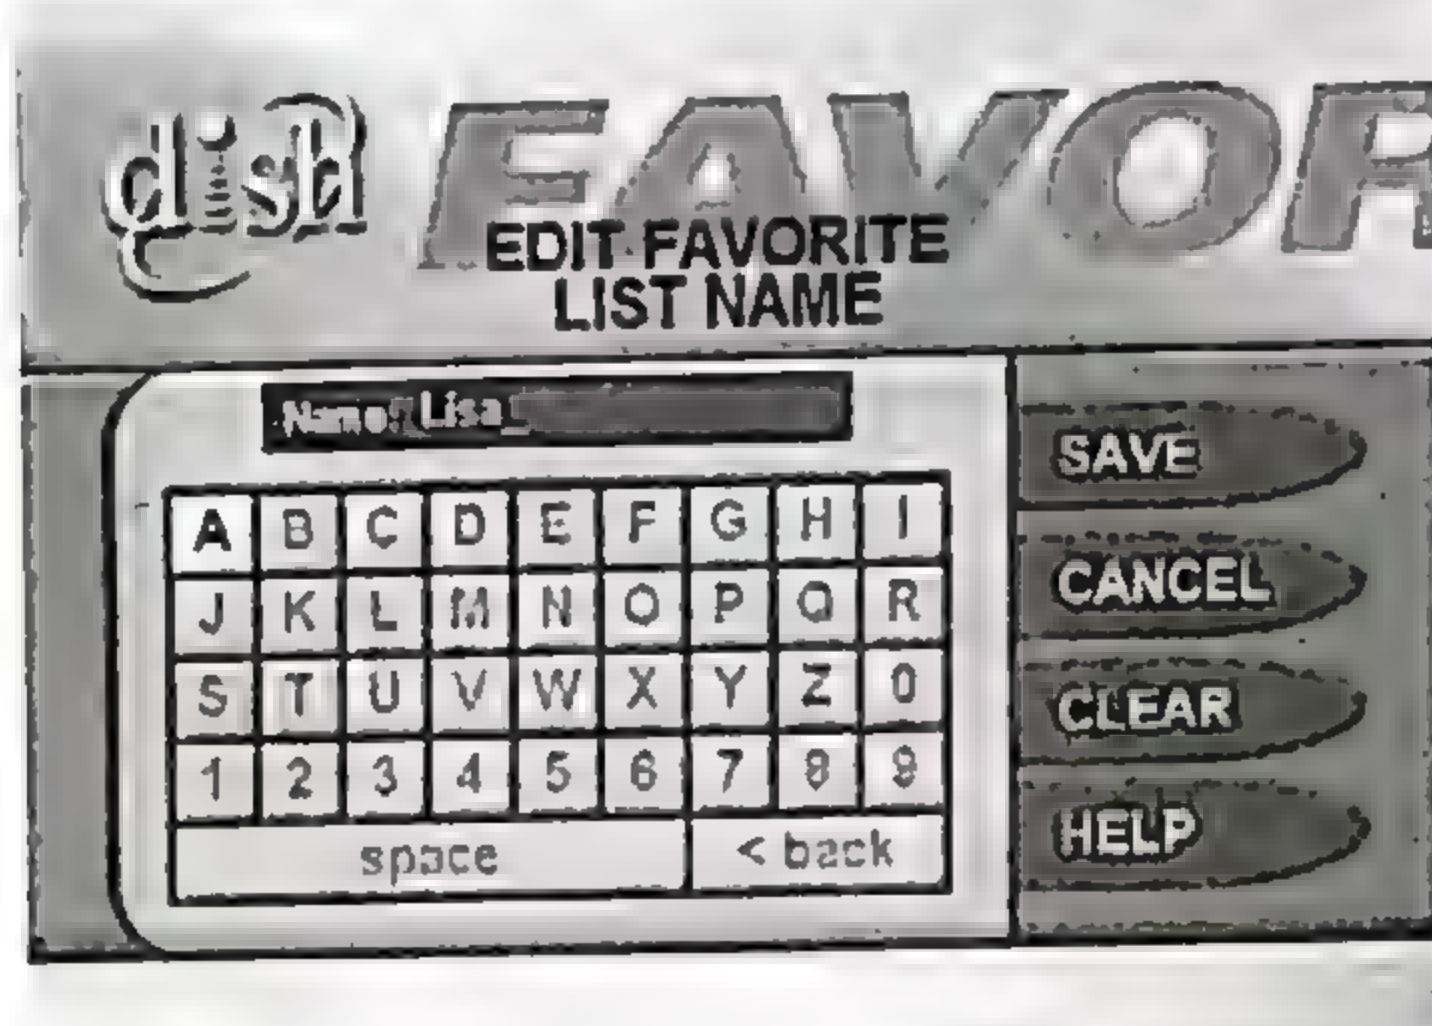 dish
FAVOR
EDIT FAVORITE
LIST NAME
Name: Lisa_
A B C D E F G H I
J K L M N O P Q R
S T U V W X Y Z 0
1 2 3 4 5 6 7 8 9
space < back
SAVE
CANCEL
CLEAR
HELP